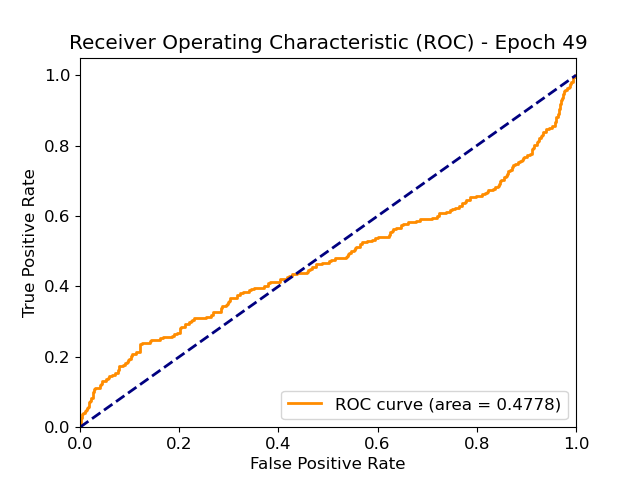 Receiver Operating Characteristic (ROC) - Epoch 49
1.0
0.8
0.6
0.4
0.2
0.0
True Positive Rate
ROC curve (area = 0.4778)
0.0 0.2 0.4 0.6 0.8 1.0
False Positive Rate